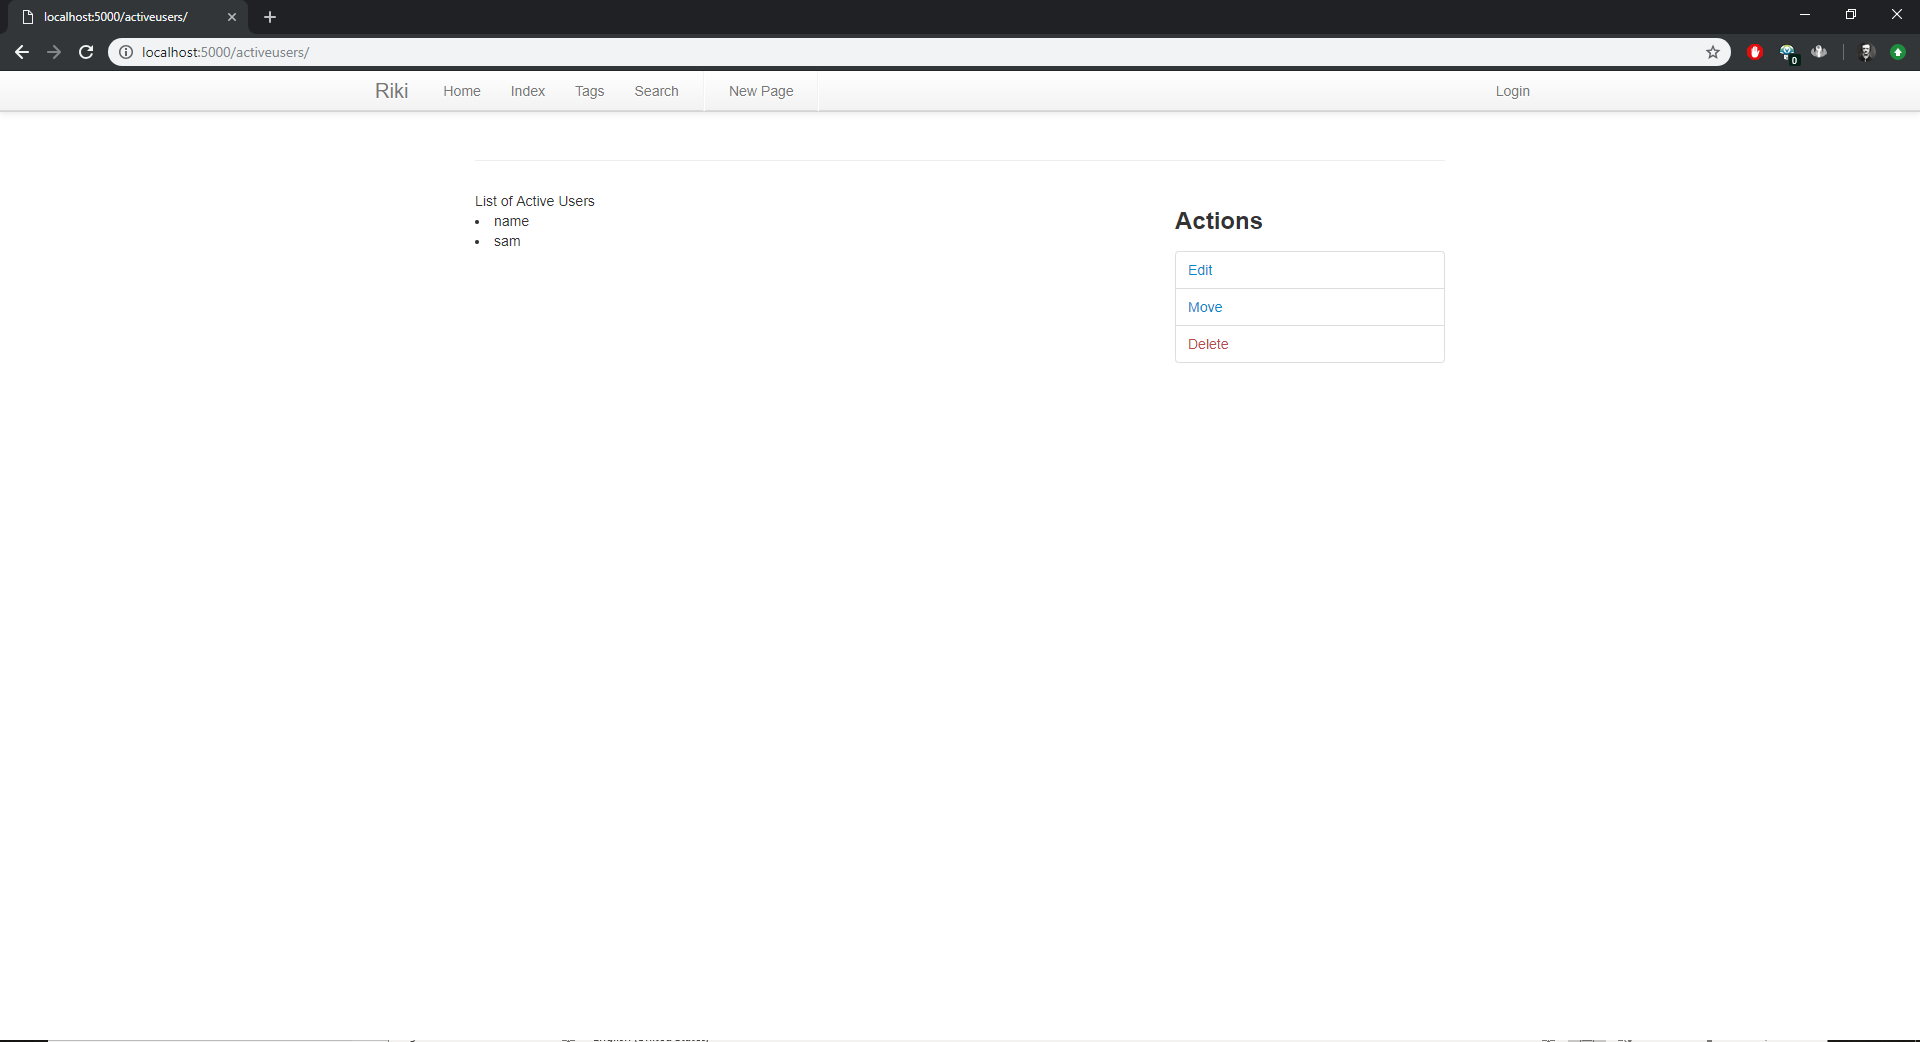 localhost:5000/activeusers/
localhost:5000/activeusers/
0
Riki Home Index Tags Search New Page Login
List of Active Users
name
sam
Actions
Edit
Move
Delete